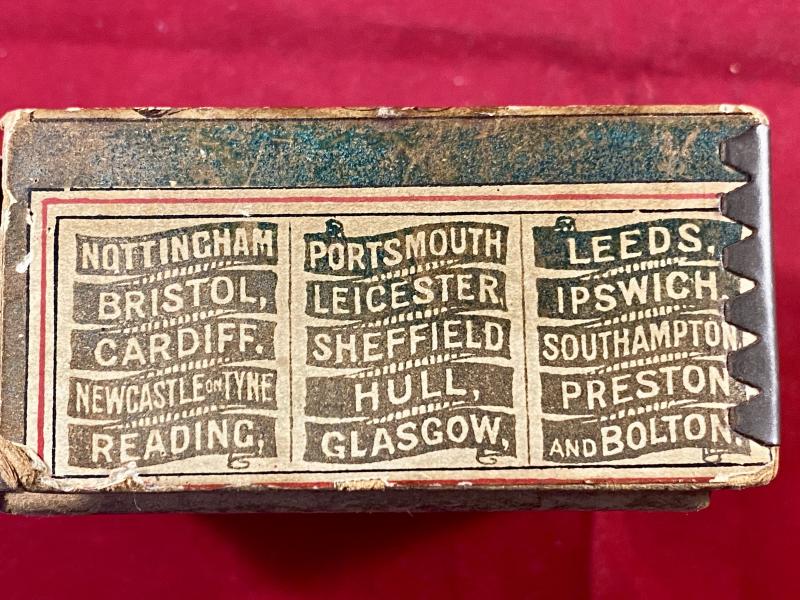 NOTTINGHAM
BRISTOL,
CARDIFF.
NEWCASTLE ON TYNE
READING,
PORTSMOUTH
LEICESTER,
SHEFFIELD
HULL,
GLASGOW,
LEEDS.
IPSWICH.
SOUTHAMPTON.
PRESTON
AND BOLTON.